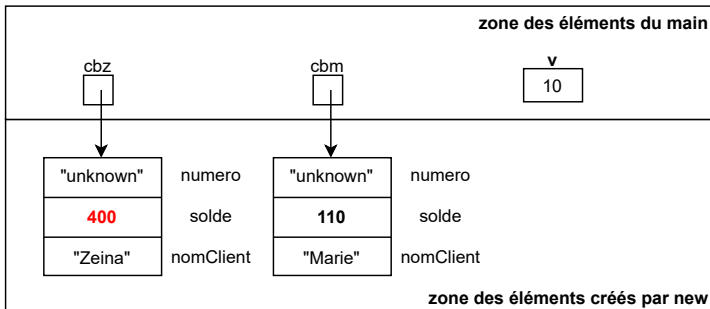 zone des éléments du main
cbz cbm v
10
"unknown" numero "unknown" numero
400 solde 110 solde
"Zeina" nomClient "Marie" nomClient
zone des éléments créés par new